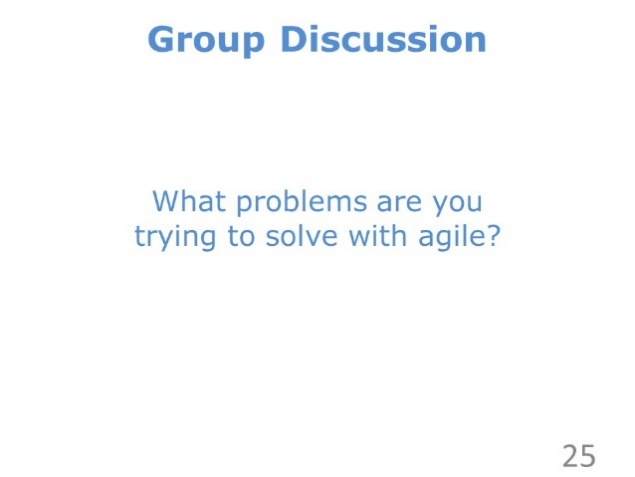 Group Discussion
What problems are you
trying to solve with agile?
25